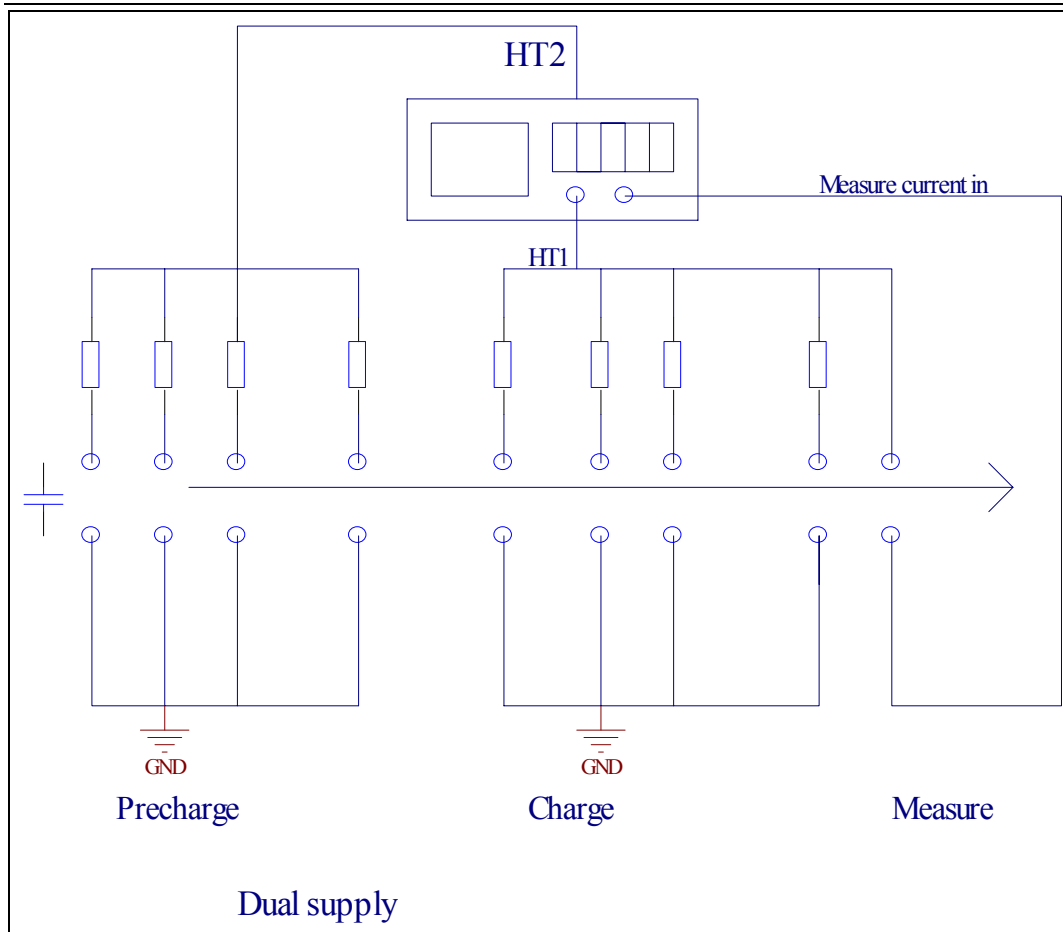 HT2
Measure current in
HT1
GND
GND
Precharge
Charge
Measure
Dual supply